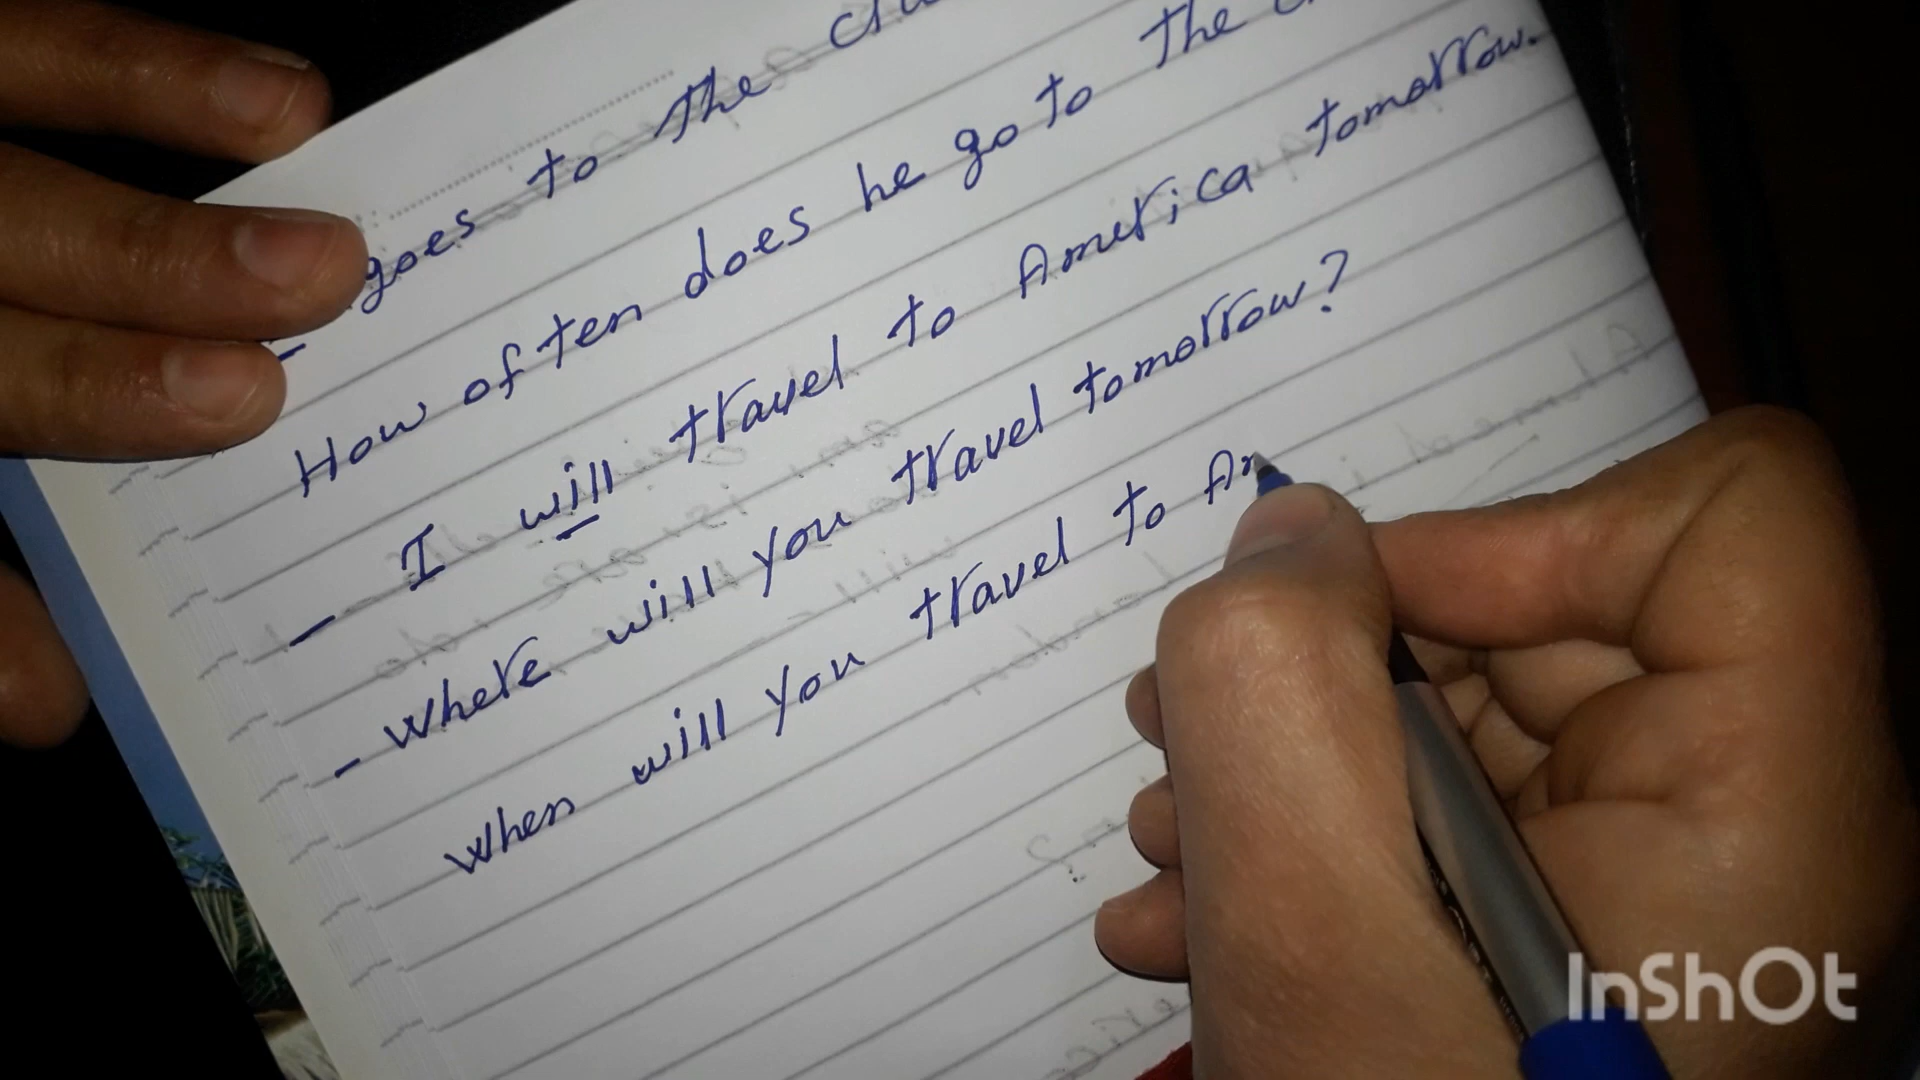 goes to the
How often does he go to the
- I will travel to America tomorrow.
- Where will you travel tomorrow?
When will you travel to Am
InShOt